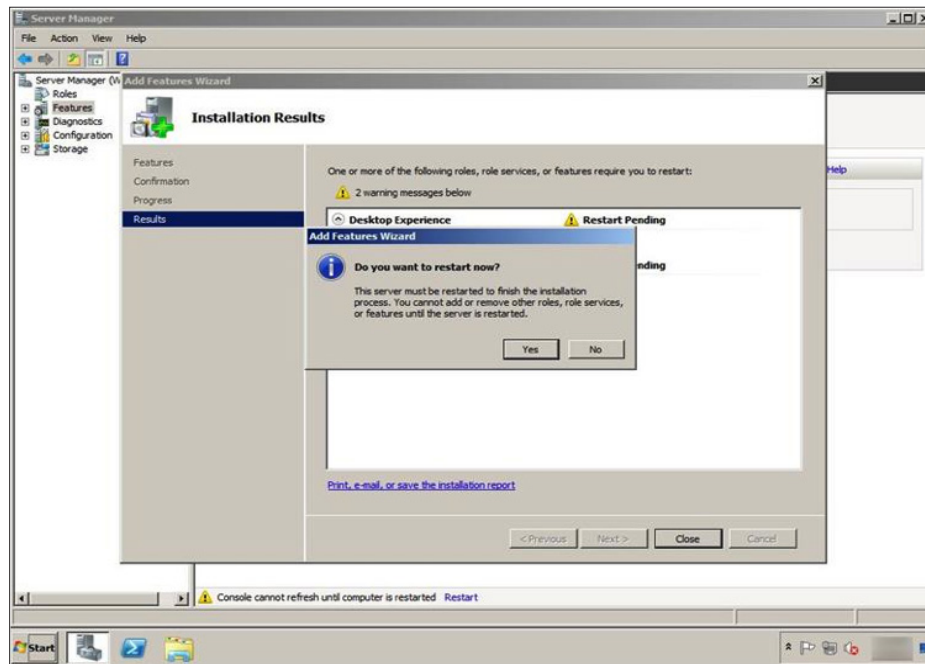 Server Manager
File Action View Help
Server Manager (W
Roles
Features
Diagnostics
Configuration
Storage
Add Features Wizard
Installation Results
Features
Confirmation
Progress
Results
One or more of the following roles, role services, or features require you to restart:
2 warning messages below
Desktop Experience Restart Pending
nding
Add Features Wizard
Do you want to restart now?
This server must be restarted to finish the installation
process. You cannot add or remove other roles, role services,
or features until the server is restarted.
Yes No
Print, e-mail, or save the installation report
< Previous Next > Close Cancel
Help
Console cannot refresh until computer is restarted Restart
Start